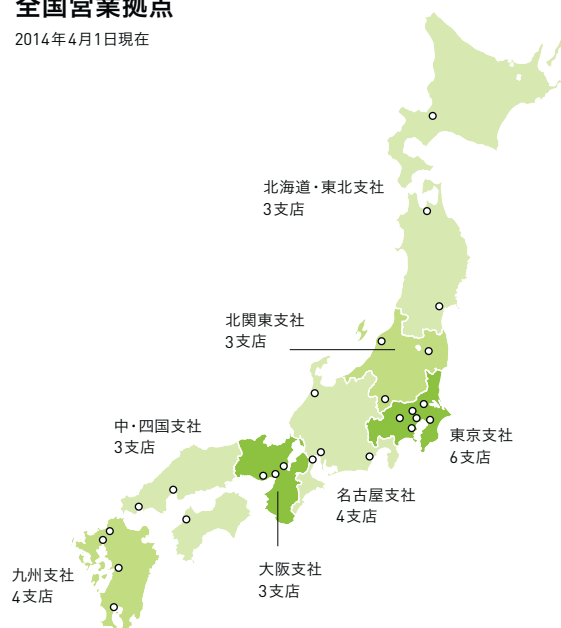 全国営業拠点
2014年4月1日現在
北海道・東北支社
3支店
北関東支社
3支店
中・四国支社
3支店
東京支社
6支店
名古屋支社
4支店
大阪支社
3支店
九州支社
4支店